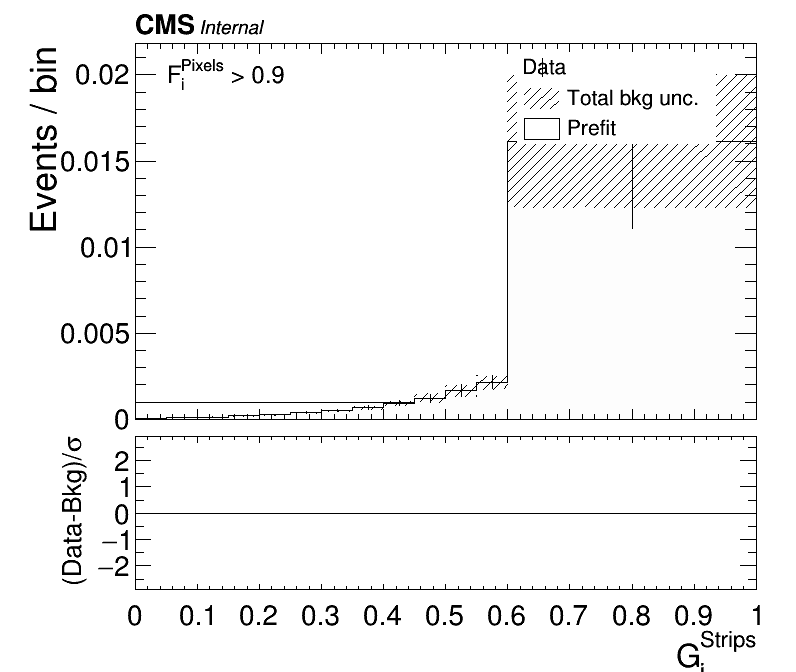 CMS Internal
Events / bin
F_i^Pixels > 0.9
Data
Total bkg unc.
Prefit
0.02
0.015
0.01
0.005
0
(Data-Bkg)/σ
2
1
0
−1
−2
0 0.1 0.2 0.3 0.4 0.5 0.6 0.7 0.8 0.9 1
G_i^Strips